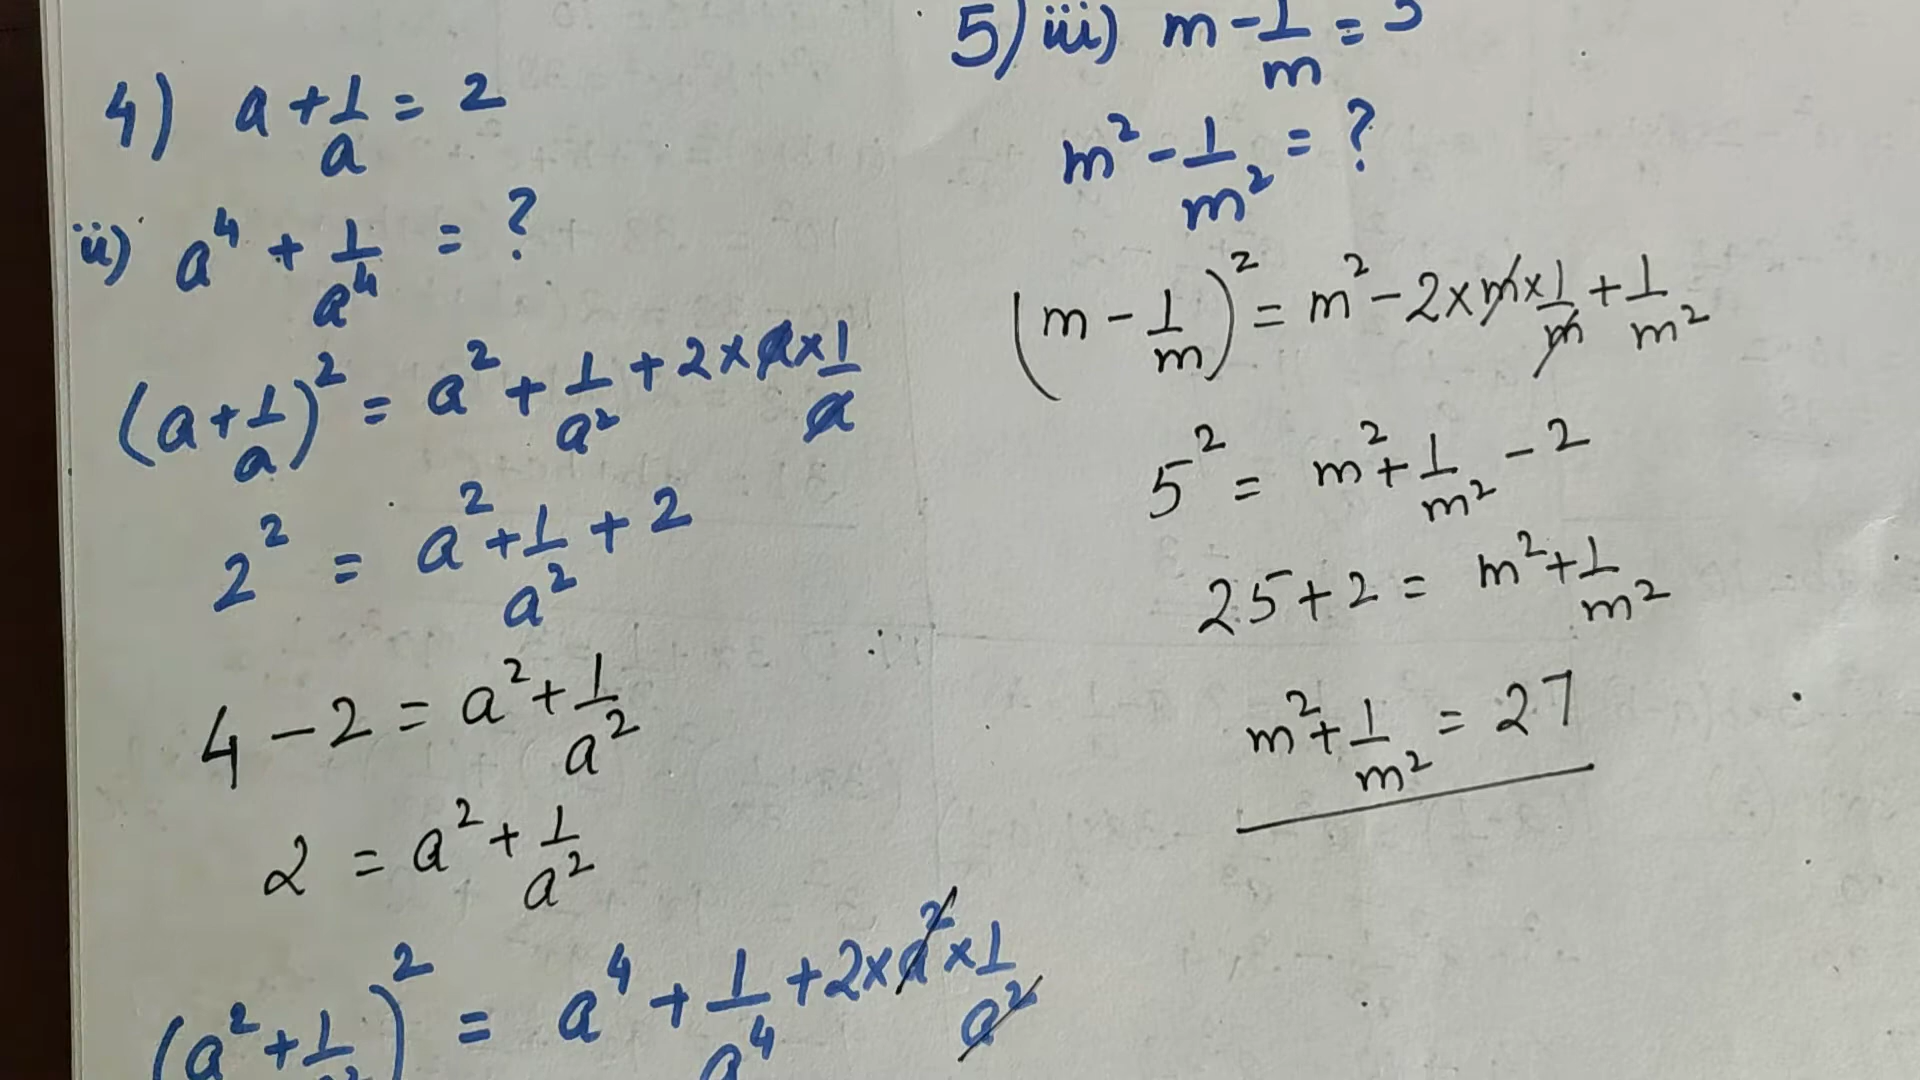 4) a + 1/a = 2
ii) a⁴ + 1/a⁴ = ?
(a + 1/a)² = a² + 1/a² + 2 × a × 1/a
2² = a² + 1/a² + 2
4 - 2 = a² + 1/a²
2 = a² + 1/a²
(a² + 1/a²)² = a⁴ + 1/a⁴ + 2 × a² × 1/a²
5) iii) m - 1/m = 5
m² - 1/m² = ?
(m - 1/m)² = m² - 2 × m × 1/m + 1/m²
5² = m² + 1/m² - 2
25 + 2 = m² + 1/m²
m² + 1/m² = 27